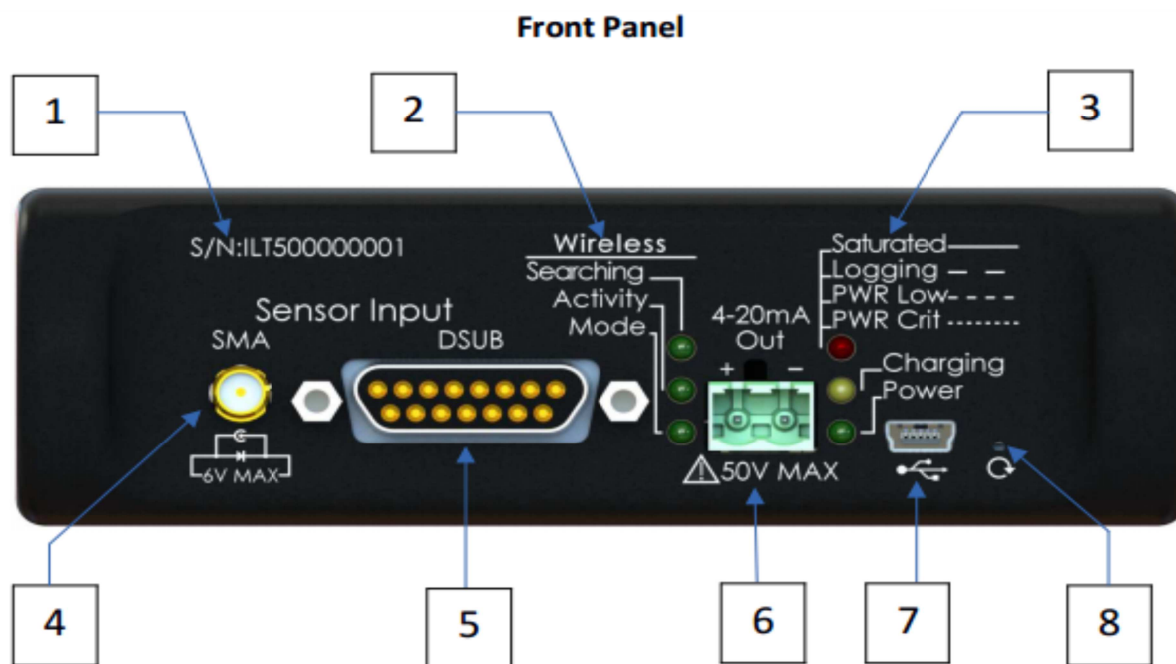 Front Panel
1
2
3
S/N:ILT500000001
Wireless
Searching
Activity
Mode
Saturated
Logging
PWR Low
PWR Crit
Sensor Input
SMA
DSUB
4-20mA
Out
+ -
Charging
Power
6V MAX
50V MAX
4
5
6
7
8